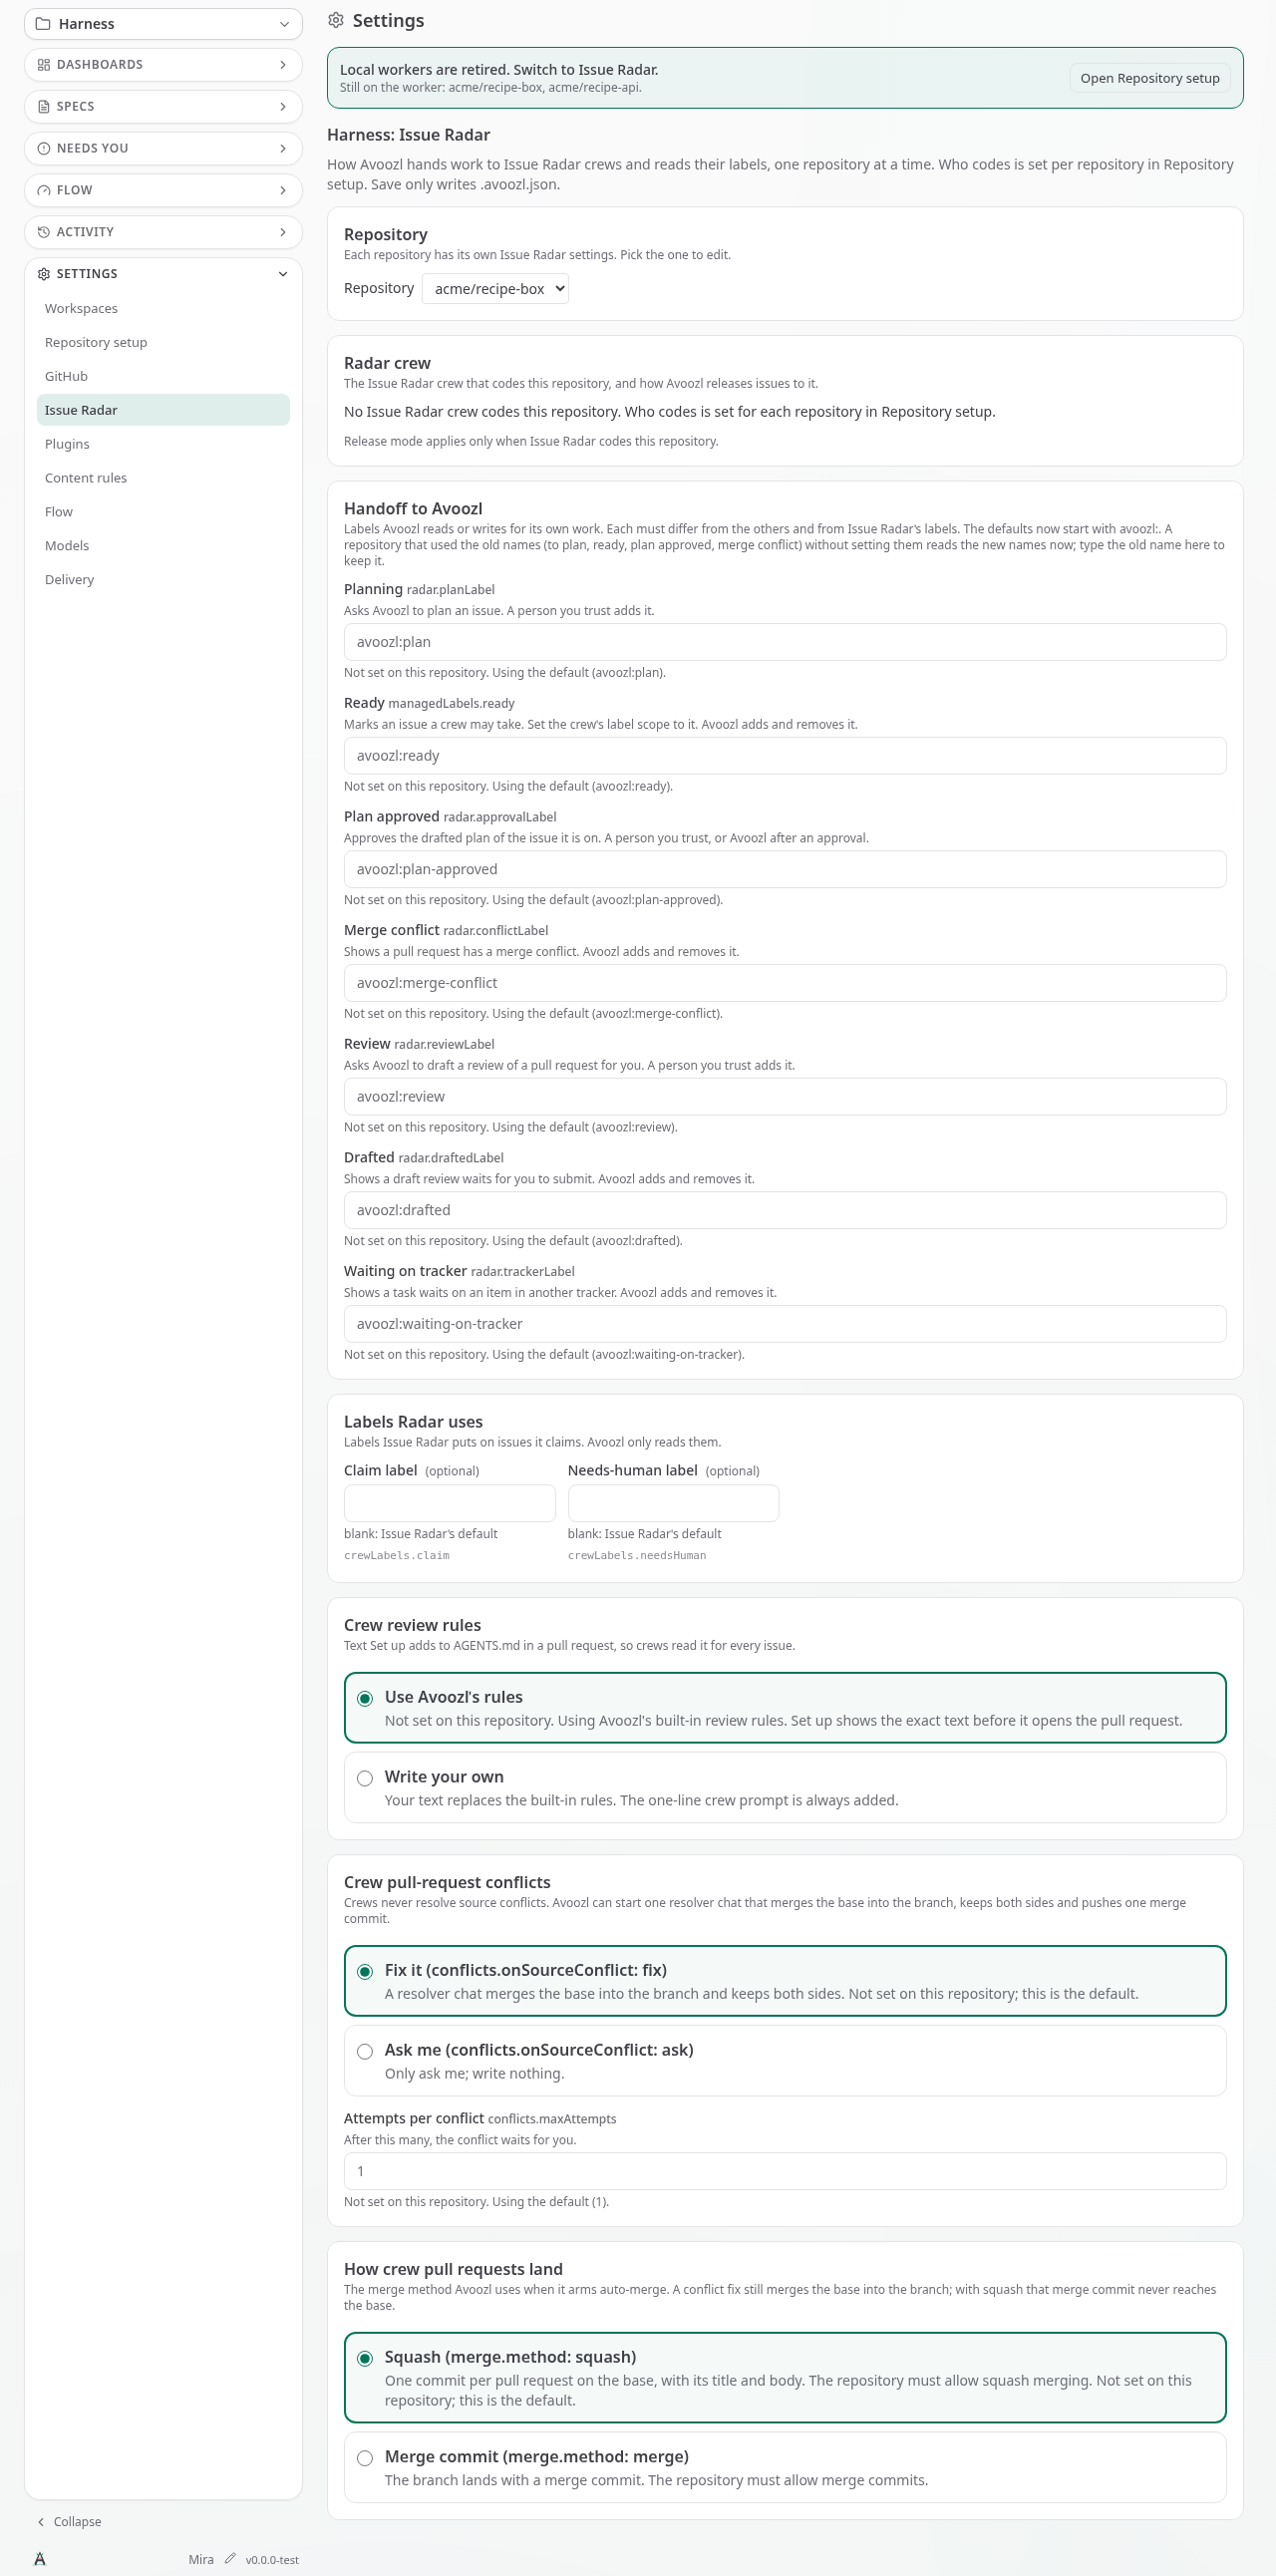 Harness
DASHBOARDS
SPECS
NEEDS YOU
FLOW
ACTIVITY
SETTINGS
Workspaces
Repository setup
GitHub
Issue Radar
Plugins
Content rules
Flow
Models
Delivery
Collapse
Mira
v0.0.0-test
Settings
Local workers are retired. Switch to Issue Radar.
Still on the worker: acme/recipe-box, acme/recipe-api.
Open Repository setup
Harness: Issue Radar
How Avoozl hands work to Issue Radar crews and reads their labels, one repository at a time. Who codes is set per repository in Repository
setup. Save only writes .avoozl.json.
Repository
Each repository has its own Issue Radar settings. Pick the one to edit.
Repository acme/recipe-box
Radar crew
The Issue Radar crew that codes this repository, and how Avoozl releases issues to it.
No Issue Radar crew codes this repository. Who codes is set for each repository in Repository setup.
Release mode applies only when Issue Radar codes this repository.
Handoff to Avoozl
Labels Avoozl reads or writes for its own work. Each must differ from the others and from Issue Radar's labels. The defaults now start with avoozl:. A
repository that used the old names (to plan, ready, plan approved, merge conflict) without setting them reads the new names now; type the old name here to
keep it.
Planning radar.planLabel
Asks Avoozl to plan an issue. A person you trust adds it.
avoozl:plan
Not set on this repository. Using the default (avoozl:plan).
Ready managedLabels.ready
Marks an issue a crew may take. Set the crew's label scope to it. Avoozl adds and removes it.
avoozl:ready
Not set on this repository. Using the default (avoozl:ready).
Plan approved radar.approvalLabel
Approves the drafted plan of the issue it is on. A person you trust, or Avoozl after an approval.
avoozl:plan-approved
Not set on this repository. Using the default (avoozl:plan-approved).
Merge conflict radar.conflictLabel
Shows a pull request has a merge conflict. Avoozl adds and removes it.
avoozl:merge-conflict
Not set on this repository. Using the default (avoozl:merge-conflict).
Review radar.reviewLabel
Asks Avoozl to draft a review of a pull request for you. A person you trust adds it.
avoozl:review
Not set on this repository. Using the default (avoozl:review).
Drafted radar.draftedLabel
Shows a draft review waits for you to submit. Avoozl adds and removes it.
avoozl:drafted
Not set on this repository. Using the default (avoozl:drafted).
Waiting on tracker radar.trackerLabel
Shows a task waits on an item in another tracker. Avoozl adds and removes it.
avoozl:waiting-on-tracker
Not set on this repository. Using the default (avoozl:waiting-on-tracker).
Labels Radar uses
Labels Issue Radar puts on issues it claims. Avoozl only reads them.
Claim label (optional) Needs-human label (optional)
blank: Issue Radar's default blank: Issue Radar's default
crewLabels.claim crewLabels.needsHuman
Crew review rules
Text Set up adds to AGENTS.md in a pull request, so crews read it for every issue.
Use Avoozl's rules
Not set on this repository. Using Avoozl's built-in review rules. Set up shows the exact text before it opens the pull request.
Write your own
Your text replaces the built-in rules. The one-line crew prompt is always added.
Crew pull-request conflicts
Crews never resolve source conflicts. Avoozl can start one resolver chat that merges the base into the branch, keeps both sides and pushes one merge
commit.
Fix it (conflicts.onSourceConflict: fix)
A resolver chat merges the base into the branch and keeps both sides. Not set on this repository; this is the default.
Ask me (conflicts.onSourceConflict: ask)
Only ask me; write nothing.
Attempts per conflict conflicts.maxAttempts
After this many, the conflict waits for you.
1
Not set on this repository. Using the default (1).
How crew pull requests land
The merge method Avoozl uses when it arms auto-merge. A conflict fix still merges the base into the branch; with squash that merge commit never reaches
the base.
Squash (merge.method: squash)
One commit per pull request on the base, with its title and body. The repository must allow squash merging. Not set on this
repository; this is the default.
Merge commit (merge.method: merge)
The branch lands with a merge commit. The repository must allow merge commits.